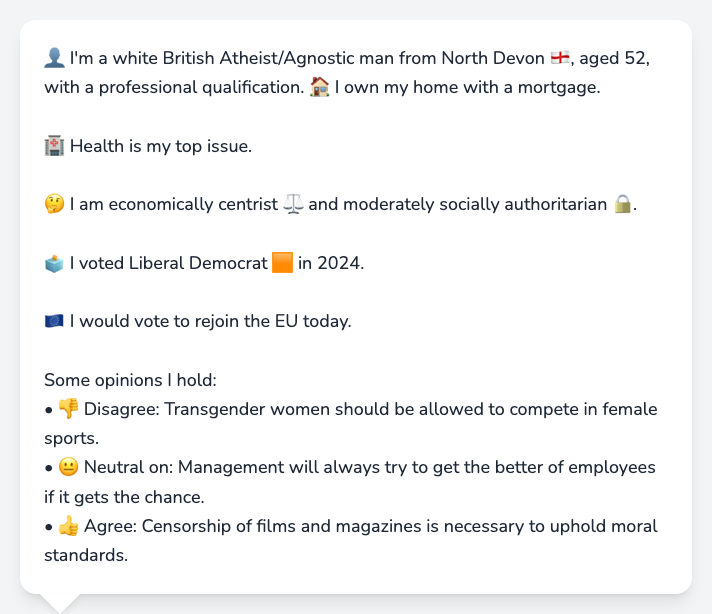 👤 I'm a white British Atheist/Agnostic man from North Devon 🏴󠁧󠁢󠁥󠁮󠁧󠁿, aged 52,
with a professional qualification. 🏠 I own my home with a mortgage.
🏥 Health is my top issue.
🤔 I am economically centrist ⚖️ and moderately socially authoritarian 🔒.
🗳️ I voted Liberal Democrat 🟧 in 2024.
🇪🇺 I would vote to rejoin the EU today.
Some opinions I hold:
• 👎 Disagree: Transgender women should be allowed to compete in female
sports.
• 😐 Neutral on: Management will always try to get the better of employees
if it gets the chance.
• 👍 Agree: Censorship of films and magazines is necessary to uphold moral
standards.